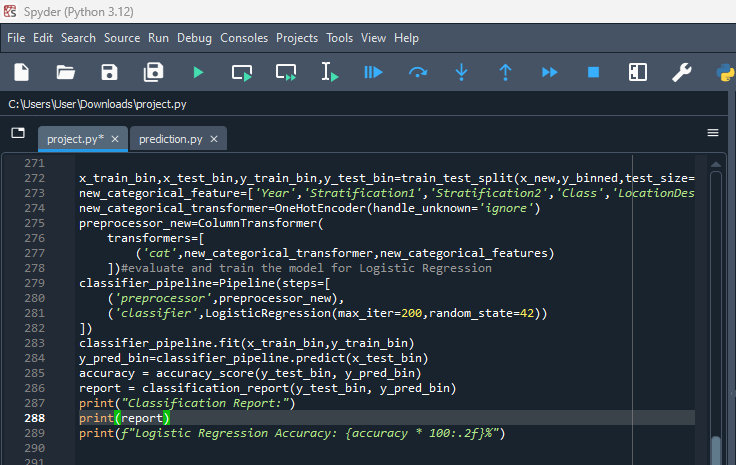 Spyder (Python 3.12)
File Edit Search Source Run Debug Consoles Projects Tools View Help
C:\Users\User\Downloads\project.py
project.py* × prediction.py ×
271
272 x_train_bin,x_test_bin,y_train_bin,y_test_bin=train_test_split(x_new,y_binned,test_size=
273 new_categorical_feature=['Year','Stratification1','Stratification2','Class','LocationDes
274 new_categorical_transformer=OneHotEncoder(handle_unknown='ignore')
275 preprocessor_new=ColumnTransformer(
276     transformers=[
277         ('cat',new_categorical_transformer,new_categorical_features)
278     ])#evaluate and train the model for Logistic Regression
279 classifier_pipeline=Pipeline(steps=[
280     ('preprocessor',preprocessor_new),
281     ('classifier',LogisticRegression(max_iter=200,random_state=42))
282 ])
283 classifier_pipeline.fit(x_train_bin,y_train_bin)
284 y_pred_bin=classifier_pipeline.predict(x_test_bin)
285 accuracy = accuracy_score(y_test_bin, y_pred_bin)
286 report = classification_report(y_test_bin, y_pred_bin)
287 print("Classification Report:")
288 print(report)
289 print(f"Logistic Regression Accuracy: {accuracy * 100:.2f}%")
290